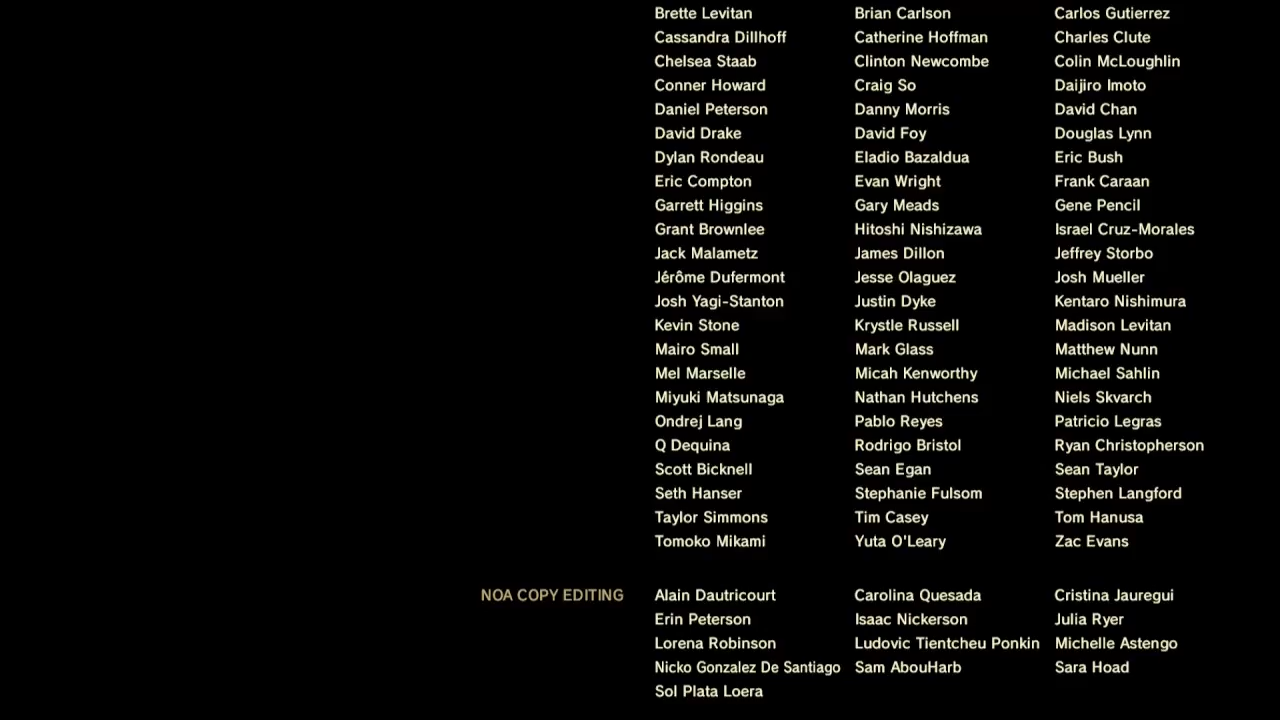 Brette Levitan Brian Carlson Carlos Gutierrez
Cassandra Dillhoff Catherine Hoffman Charles Clute
Chelsea Staab Clinton Newcombe Colin McLoughlin
Conner Howard Craig So Daijiro Imoto
Daniel Peterson Danny Morris David Chan
David Drake David Foy Douglas Lynn
Dylan Rondeau Eladio Bazaldua Eric Bush
Eric Compton Evan Wright Frank Caraan
Garrett Higgins Gary Meads Gene Pencil
Grant Brownlee Hitoshi Nishizawa Israel Cruz-Morales
Jack Malametz James Dillon Jeffrey Storbo
Jérôme Dufermont Jesse Olaguez Josh Mueller
Josh Yagi-Stanton Justin Dyke Kentaro Nishimura
Kevin Stone Krystle Russell Madison Levitan
Mairo Small Mark Glass Matthew Nunn
Mel Marselle Micah Kenworthy Michael Sahlin
Miyuki Matsunaga Nathan Hutchens Niels Skvarch
Ondrej Lang Pablo Reyes Patricio Legras
Q Dequina Rodrigo Bristol Ryan Christopherson
Scott Bicknell Sean Egan Sean Taylor
Seth Hanser Stephanie Fulsom Stephen Langford
Taylor Simmons Tim Casey Tom Hanusa
Tomoko Mikami Yuta O'Leary Zac Evans
NOA COPY EDITING Alain Dautricourt Carolina Quesada Cristina Jauregui
Erin Peterson Isaac Nickerson Julia Ryer
Lorena Robinson Ludovic Tientcheu Ponkin Michelle Astengo
Nicko Gonzalez De Santiago Sam AbouHarb Sara Hoad
Sol Plata Loera